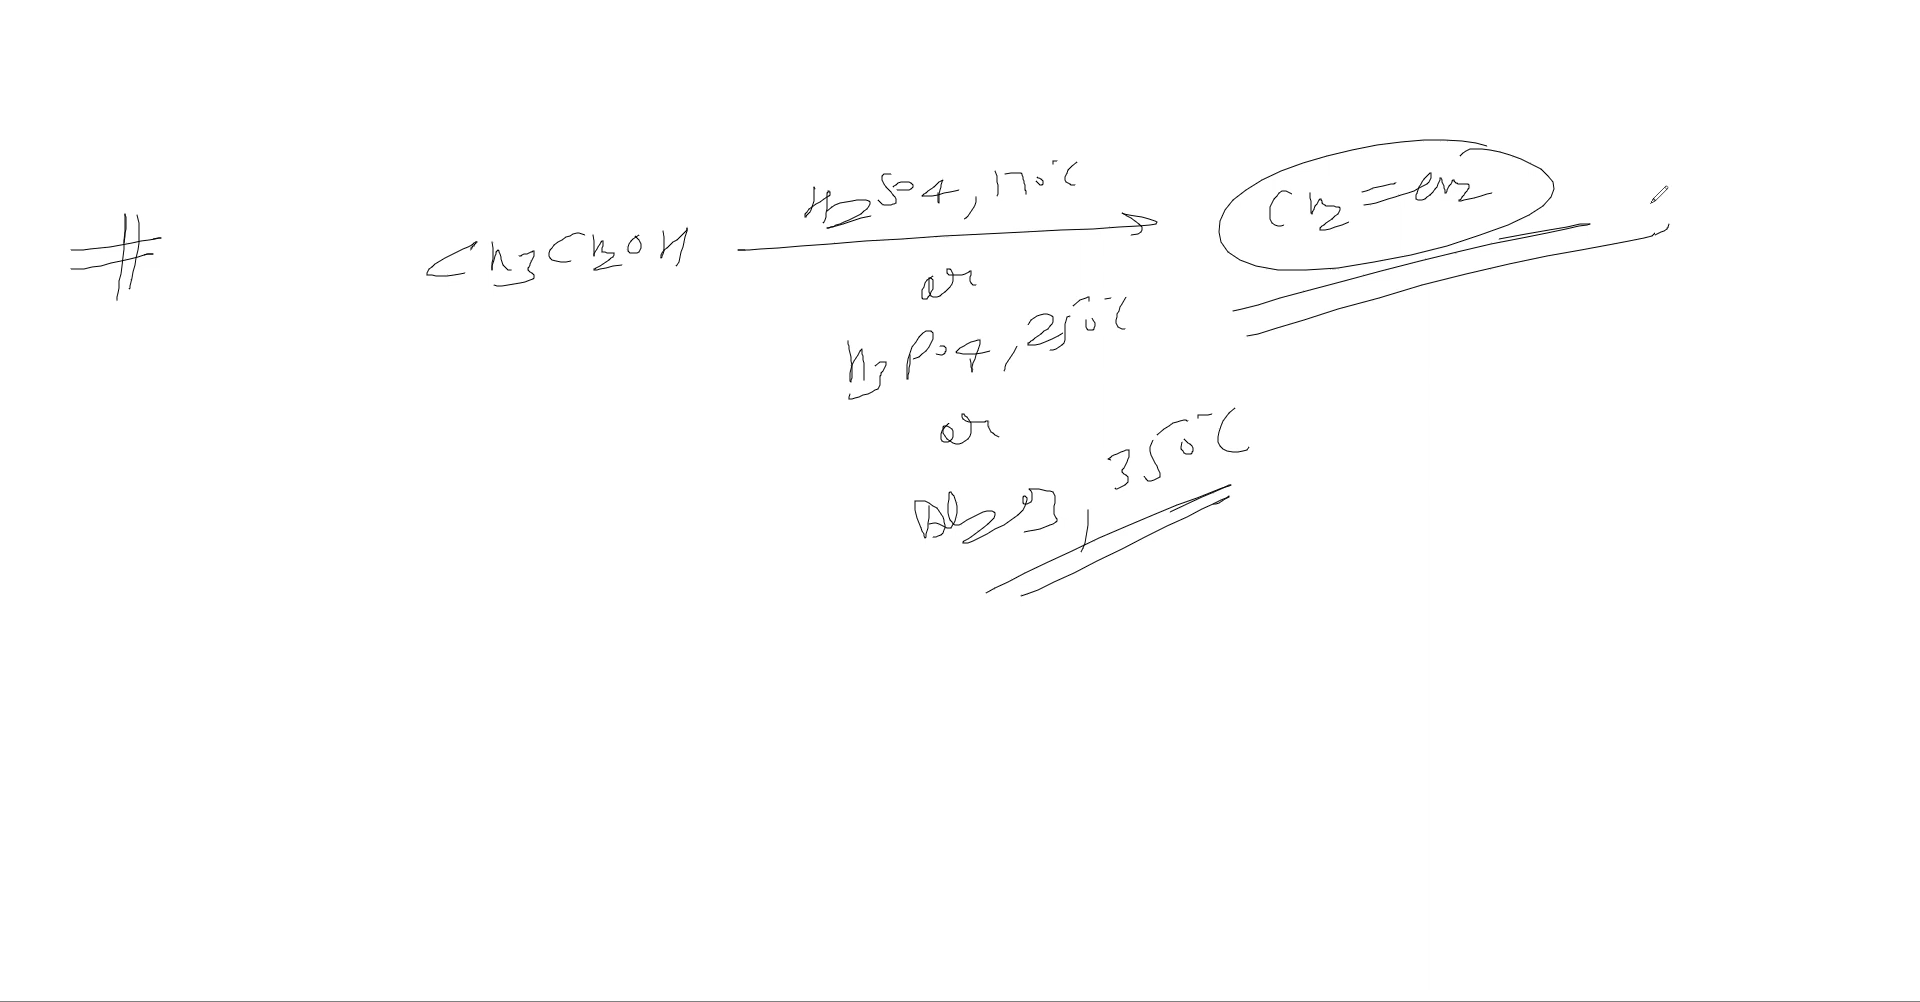 # CH3CH2OH H2SO4, 170°C CH2=CH2
or
H3PO4, 250°C
or
Al2O3, 350°C